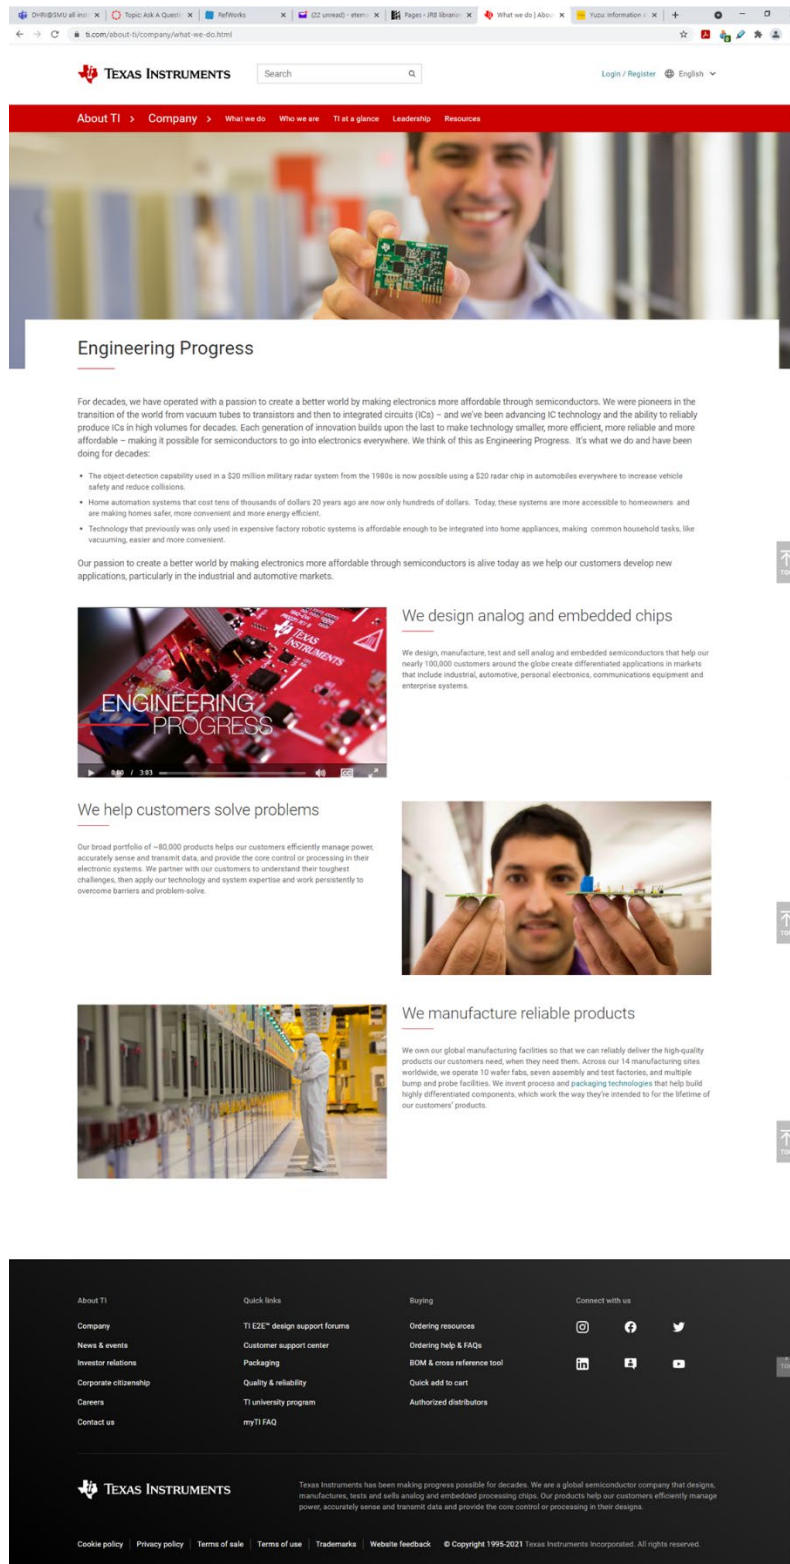 DHRI@SMU all inst
Topic: Ask A Questi
RefWorks
(22 unread) - eterno
Pages - JRB librarian
What we do | Abou
Yuzu: Information
ti.com/about-ti/company/what-we-do.html
TEXAS INSTRUMENTS
Search
Login / Register
English
About TI > Company > What we do Who we are TI at a glance Leadership Resources
Engineering Progress
For decades, we have operated with a passion to create a better world by making electronics more affordable through semiconductors. We were pioneers in the
transition of the world from vacuum tubes to transistors and then to integrated circuits (ICs) – and we've been advancing IC technology and the ability to reliably
produce ICs in high volumes for decades. Each generation of innovation builds upon the last to make technology smaller, more efficient, more reliable and more
affordable – making it possible for semiconductors to go into electronics everywhere. We think of this as Engineering Progress. It's what we do and have been
doing for decades:
• The object-detection capability used in a $20 million military radar system from the 1980s is now possible using a $20 radar chip in automobiles everywhere to increase vehicle
safety and reduce collisions.
• Home automation systems that cost tens of thousands of dollars 20 years ago are now only hundreds of dollars. Today, these systems are more accessible to homeowners and
are making homes safer, more convenient and more energy efficient.
• Technology that previously was only used in expensive factory robotic systems is affordable enough to be integrated into home appliances, making common household tasks, like
vacuuming, easier and more convenient.
Our passion to create a better world by making electronics more affordable through semiconductors is alive today as we help our customers develop new
applications, particularly in the industrial and automotive markets.
TEXAS
INSTRUMENTS
ENGINEERING
PROGRESS
0:00 / 3:03
CC
We design analog and embedded chips
We design, manufacture, test and sell analog and embedded semiconductors that help our
nearly 100,000 customers around the globe create differentiated applications in markets
that include industrial, automotive, personal electronics, communications equipment and
enterprise systems.
We help customers solve problems
Our broad portfolio of ~80,000 products helps our customers efficiently manage power,
accurately sense and transmit data, and provide the core control or processing in their
electronic systems. We partner with our customers to understand their toughest
challenges, then apply our technology and system expertise and work persistently to
overcome barriers and problem-solve.
We manufacture reliable products
We own our global manufacturing facilities so that we can reliably deliver the high-quality
products our customers need, when they need them. Across our 14 manufacturing sites
worldwide, we operate 10 wafer fabs, seven assembly and test factories, and multiple
bump and probe facilities. We invent process and packaging technologies that help build
highly differentiated components, which work the way they're intended to for the lifetime of
our customers' products.
About TI
Company
News & events
Investor relations
Corporate citizenship
Careers
Contact us
Quick links
TI E2E™ design support forums
Customer support center
Packaging
Quality & reliability
TI university program
myTI FAQ
Buying
Ordering resources
Ordering help & FAQs
BOM & cross reference tool
Quick add to cart
Authorized distributors
Connect with us
TEXAS INSTRUMENTS
Texas Instruments has been making progress possible for decades. We are a global semiconductor company that designs,
manufactures, tests and sells analog and embedded processing chips. Our products help our customers efficiently manage
power, accurately sense and transmit data and provide the core control or processing in their designs.
Cookie policy | Privacy policy | Terms of sale | Terms of use | Trademarks | Website feedback © Copyright 1995-2021 Texas Instruments Incorporated. All rights reserved.